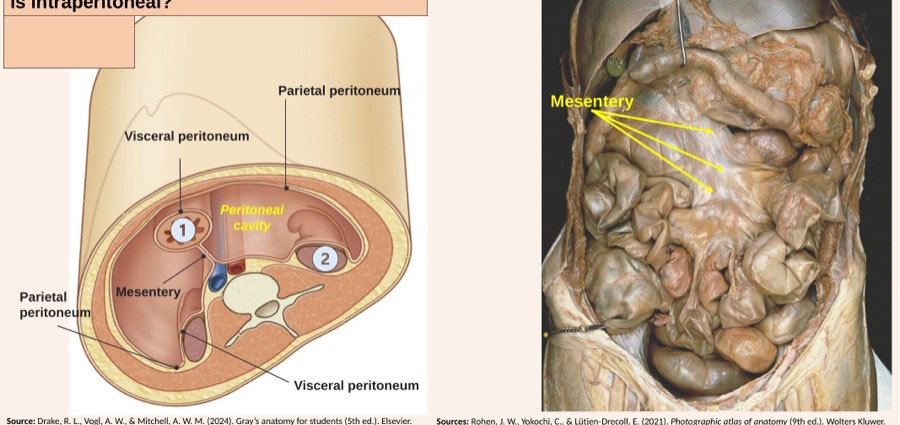 is Intraperitoneal?
Parietal peritoneum
Visceral peritoneum
Peritoneal
cavity
1
2
Mesentery
Parietal
peritoneum
Visceral peritoneum
Source: Drake, R. L., Vogl, A. W., & Mitchell, A. W. M. (2024). Gray's anatomy for students (5th ed.). Elsevier.
Mesentery
Sources: Rohen, J. W., Yokochi, C., & Lütjen-Drecoll, E. (2021). Photographic atlas of anatomy (9th ed.). Wolters Kluwer.